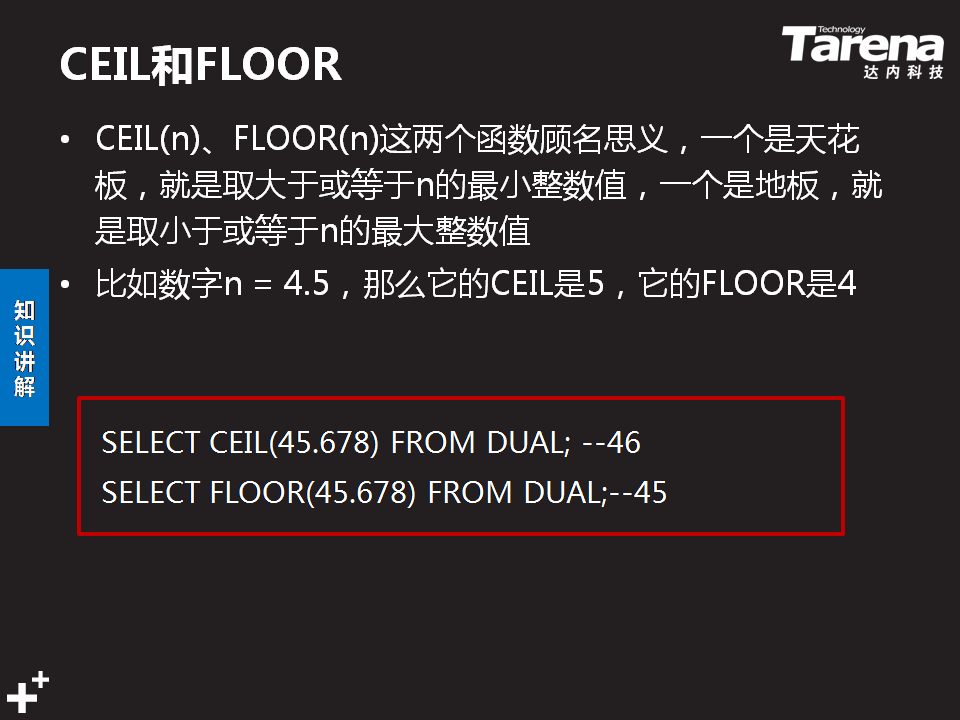 CEIL和FLOOR
Technology
Tarena
达内科技
• CEIL(n)、FLOOR(n)这两个函数顾名思义，一个是天花
板，就是取大于或等于n的最小整数值，一个是地板，就
是取小于或等于n的最大整数值
• 比如数字n = 4.5，那么它的CEIL是5，它的FLOOR是4
知
识
讲
解
SELECT CEIL(45.678) FROM DUAL; --46
SELECT FLOOR(45.678) FROM DUAL;--45